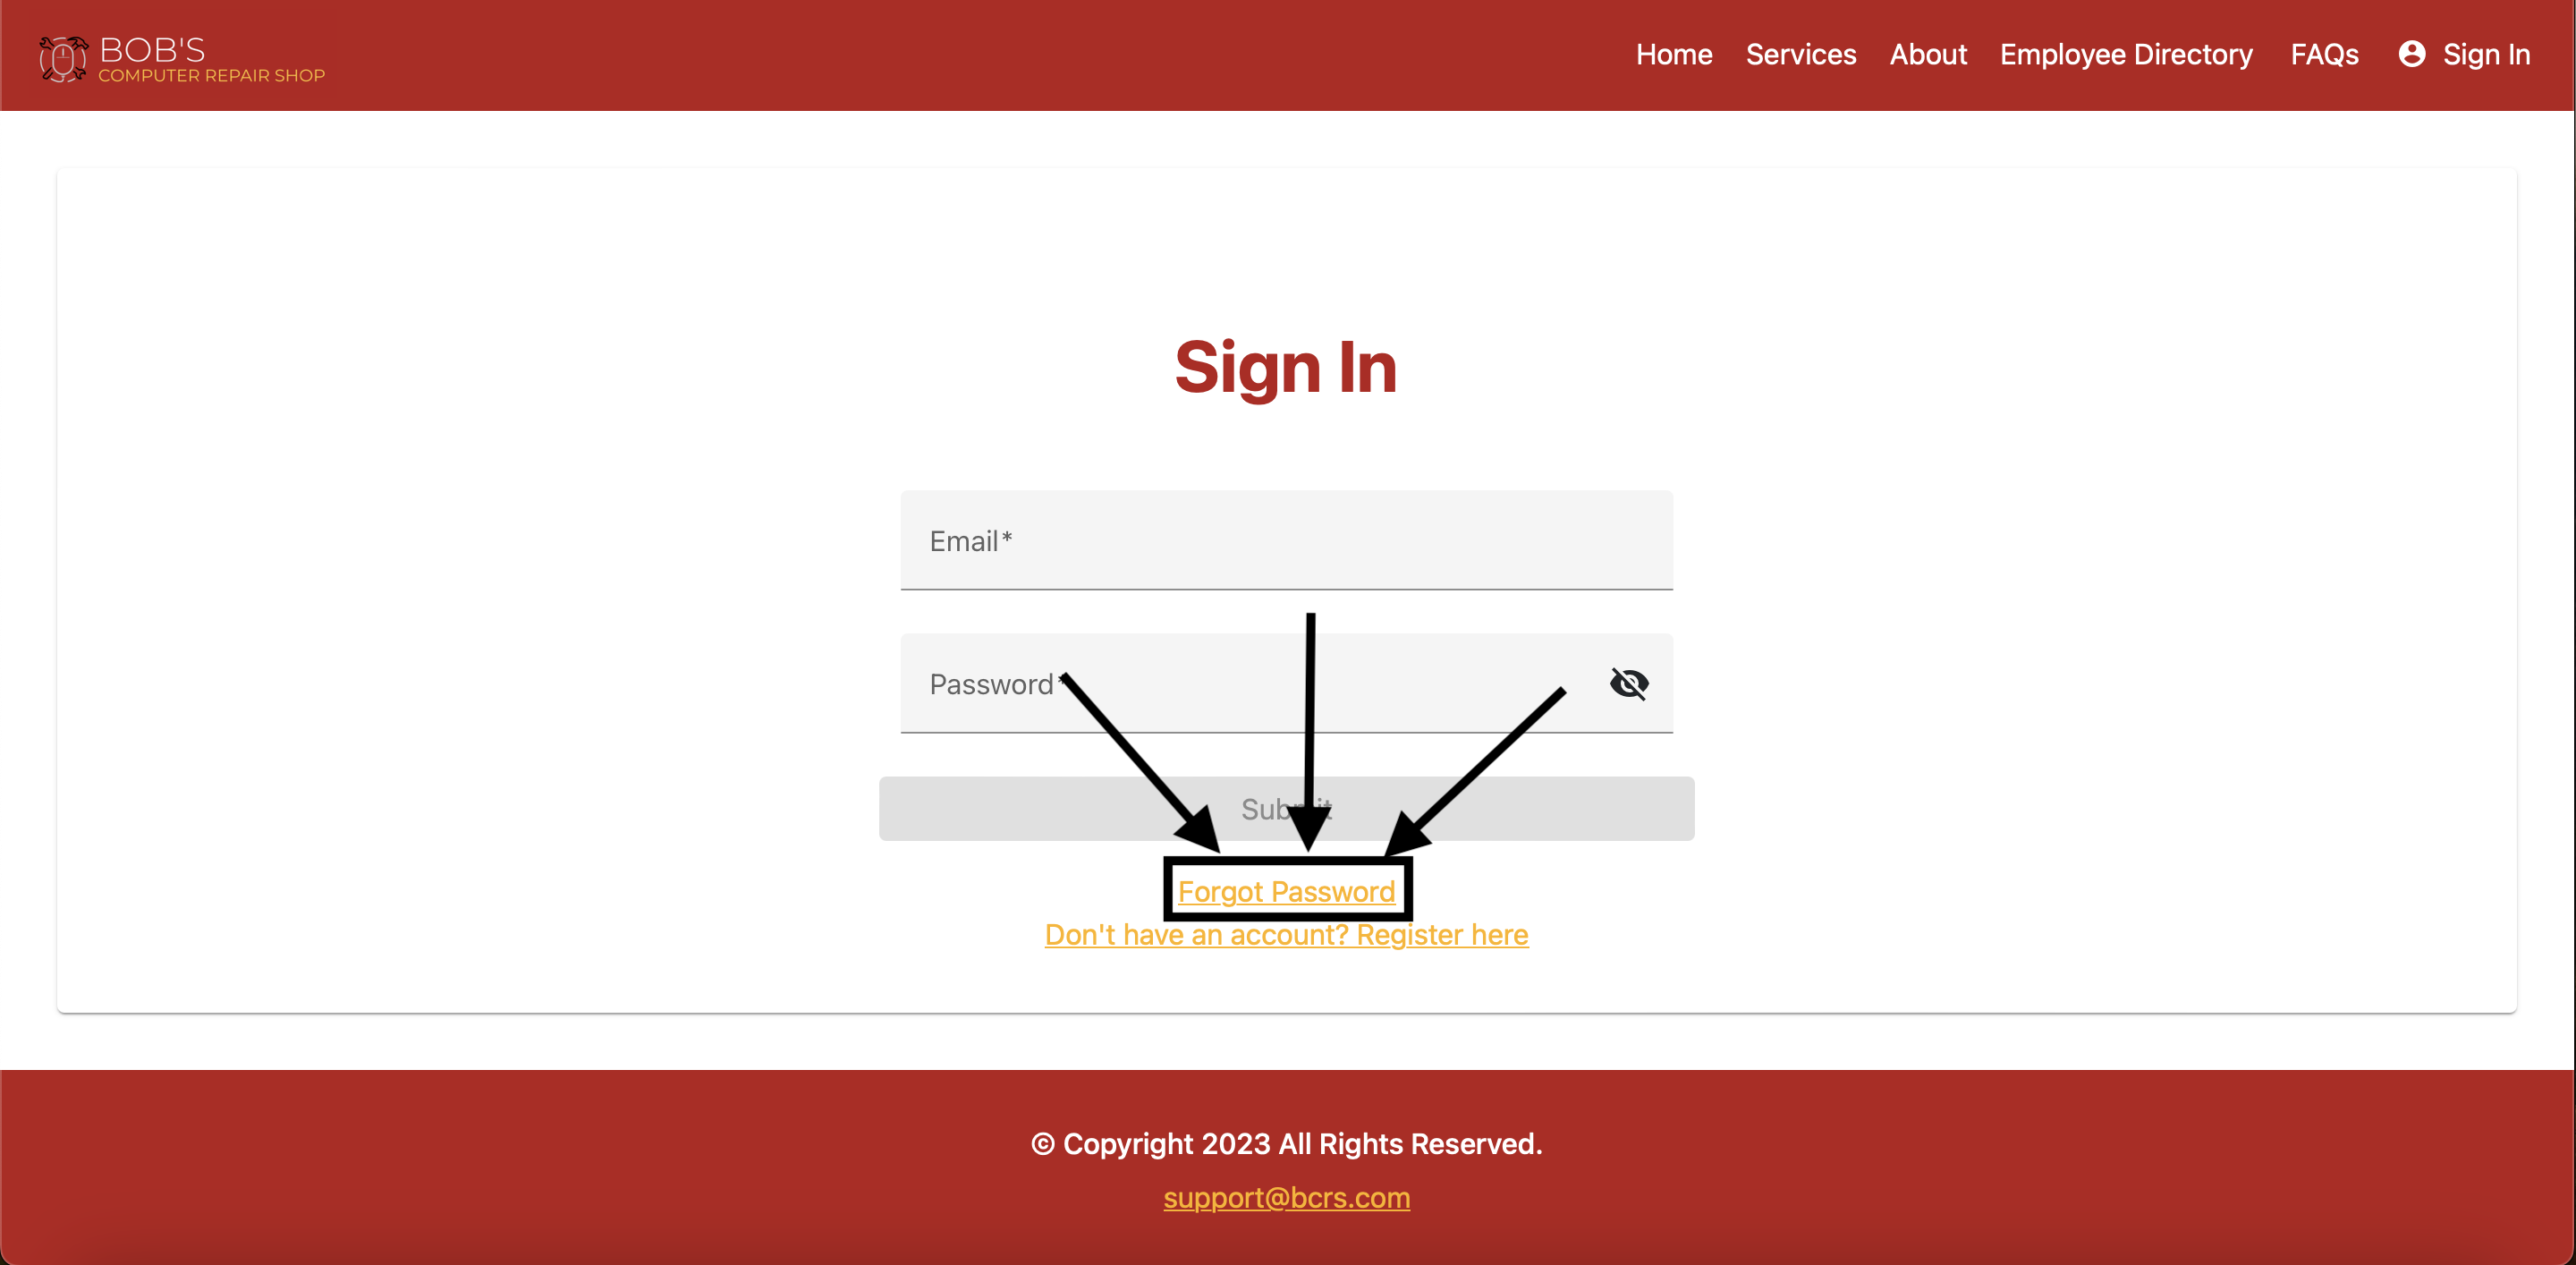 BOB'S
COMPUTER REPAIR SHOP
Home Services About Employee Directory FAQs Sign In
Sign In
Email*
Password*
Submit
Forgot Password
Don't have an account? Register here
© Copyright 2023 All Rights Reserved.
support@bcrs.com